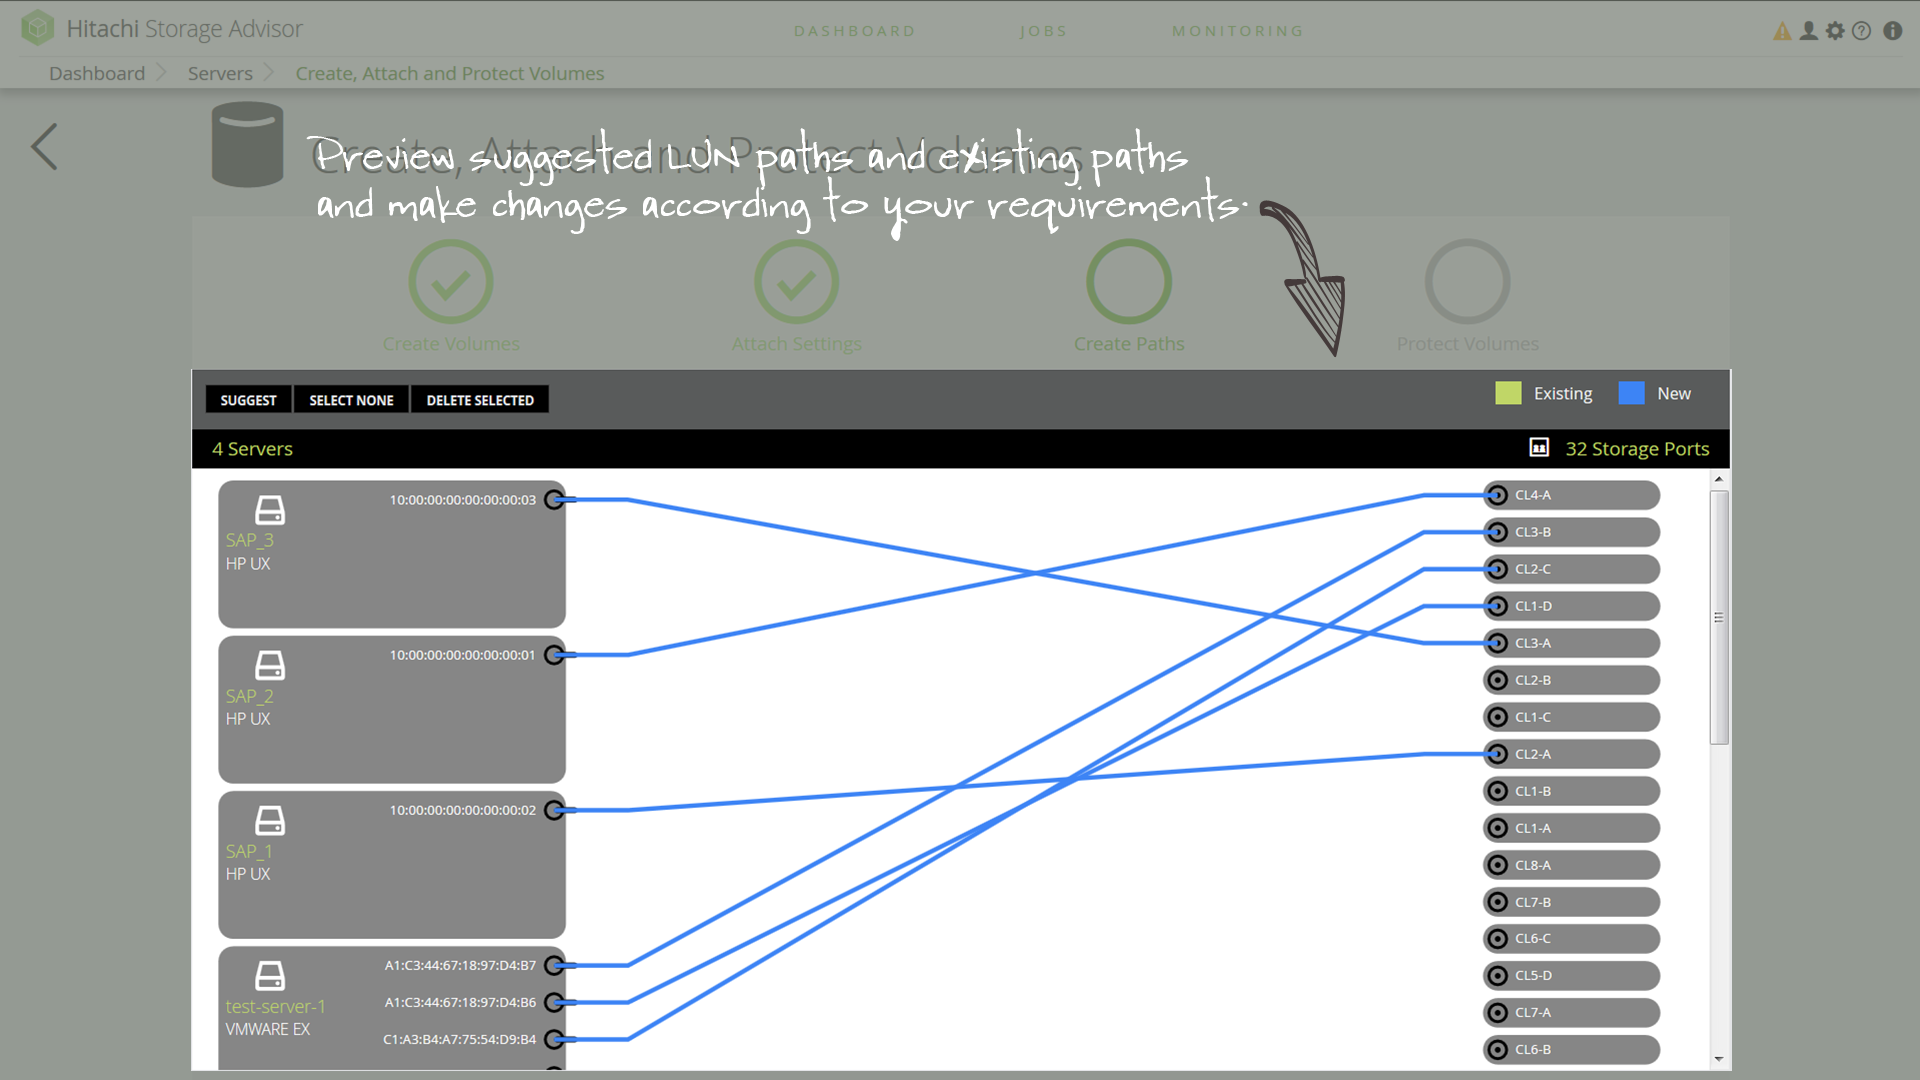 Hitachi Storage Advisor
DASHBOARD
JOBS
MONITORING
Dashboard
Servers
Create, Attach and Protect Volumes
Create, Attach and Protect Volumes
Preview suggested LUN paths and existing paths
and make changes according to your requirements.
Create Volumes
Attach Settings
Create Paths
Protect Volumes
SUGGEST
SELECT NONE
DELETE SELECTED
Existing
New
4 Servers
32 Storage Ports
10:00:00:00:00:00:00:03
SAP_3
HP UX
10:00:00:00:00:00:00:01
SAP_2
HP UX
10:00:00:00:00:00:00:02
SAP_1
HP UX
A1:C3:44:67:18:97:D4:B7
A1:C3:44:67:18:97:D4:B6
test-server-1
VMWARE EX
C1:A3:B4:A7:75:54:D9:B4
CL4-A
CL3-B
CL2-C
CL1-D
CL3-A
CL2-B
CL1-C
CL2-A
CL1-B
CL1-A
CL8-A
CL7-B
CL6-C
CL5-D
CL7-A
CL6-B